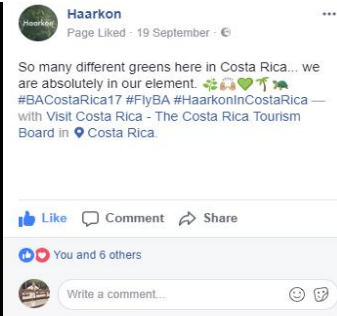 Haarkon
Haarkon
Page Liked · 19 September ·
So many different greens here in Costa Rica... we
are absolutely in our element. 🌿🙌💚🌴🐢
#BACostaRica17 #FlyBA #HaarkonInCostaRica —
with Visit Costa Rica - The Costa Rica Tourism
Board in Costa Rica.
Like Comment Share
You and 6 others
Write a comment...